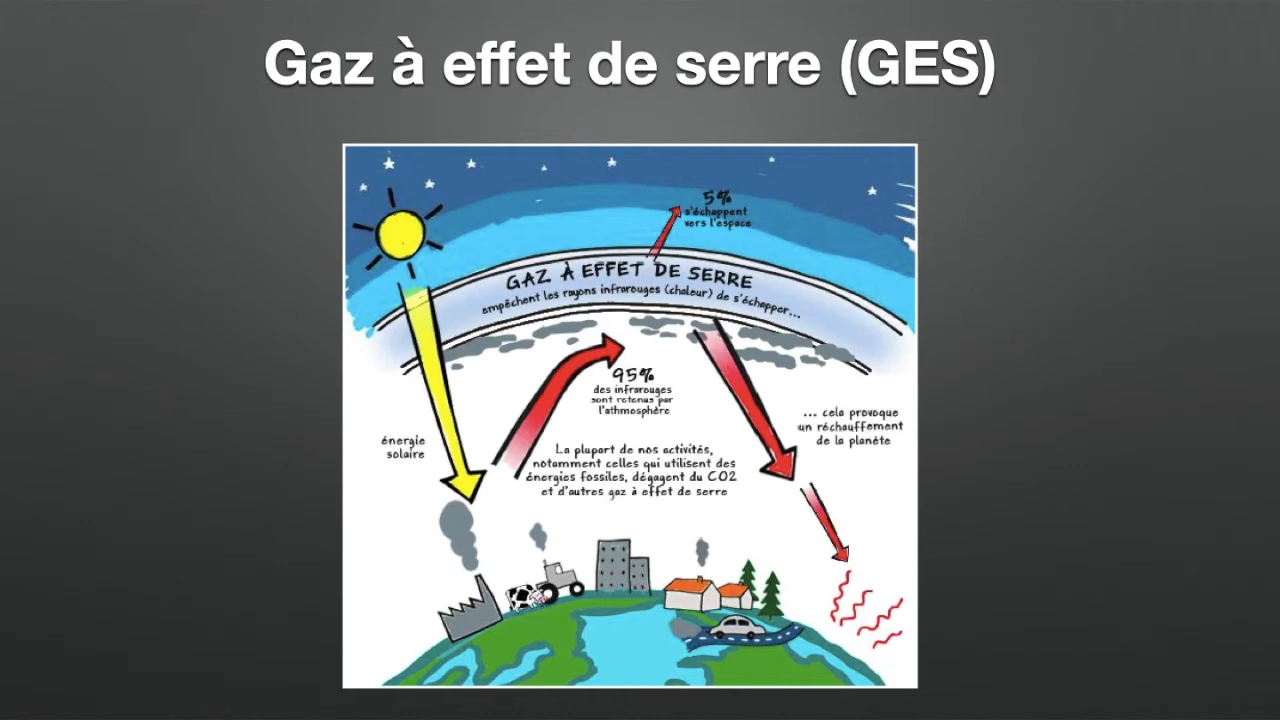 Gaz à effet de serre (GES)
5%
s'échappent
vers l'espace
GAZ À EFFET DE SERRE
empêchent les rayons infrarouges (chaleur) de s'échapper...
95%
des infrarouges
sont retenus par
l'athmosphère
... cela provoque
un réchauffement
de la planète
énergie
solaire
La plupart de nos activités,
notamment celles qui utilisent des
énergies fossiles, dégagent du CO2
et d'autres gaz à effet de serre